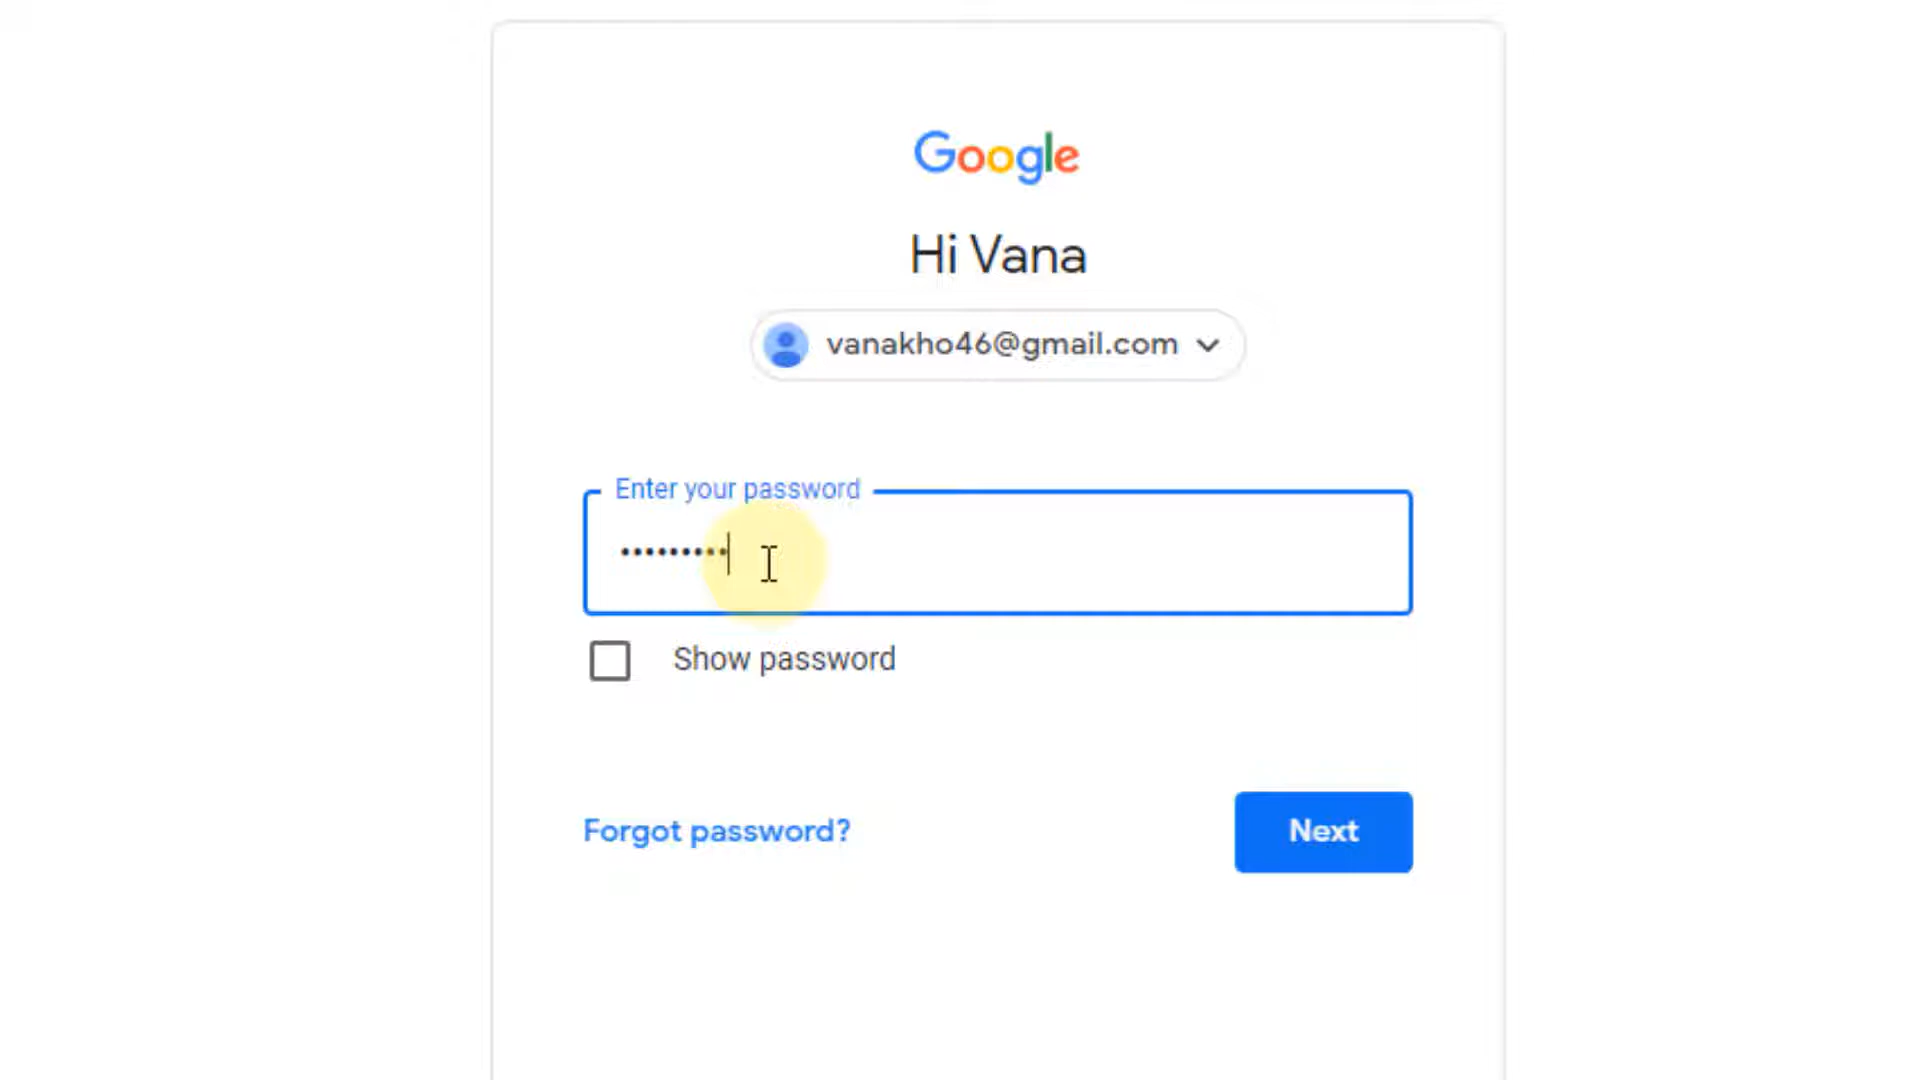 Google
Hi Vana
vanakho46@gmail.com
Enter your password
•••••••••
Show password
Forgot password?
Next